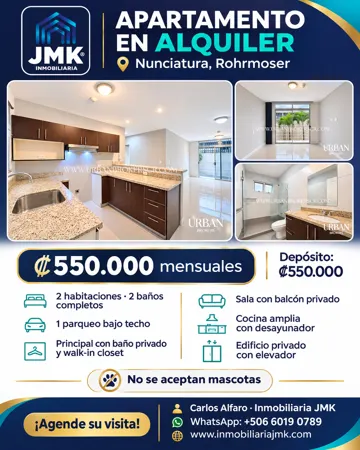 JMK
INMOBILIARIA
APARTAMENTO
EN ALQUILER
Nunciatura, Rohrmoser
URBAN
URBAN
URBAN
₡550.000 mensuales
Depósito:
₡550.000
2 habitaciones · 2 baños
completos
1 parqueo bajo techo
Principal con baño privado
y walk-in closet
Sala con balcón privado
Cocina amplia
con desayunador
Edificio privado
con elevador
No se aceptan mascotas
¡Agende su visita!
Carlos Alfaro · Inmobiliaria JMK
WhatsApp: +506 6019 0789
www.inmobiliariajmk.com